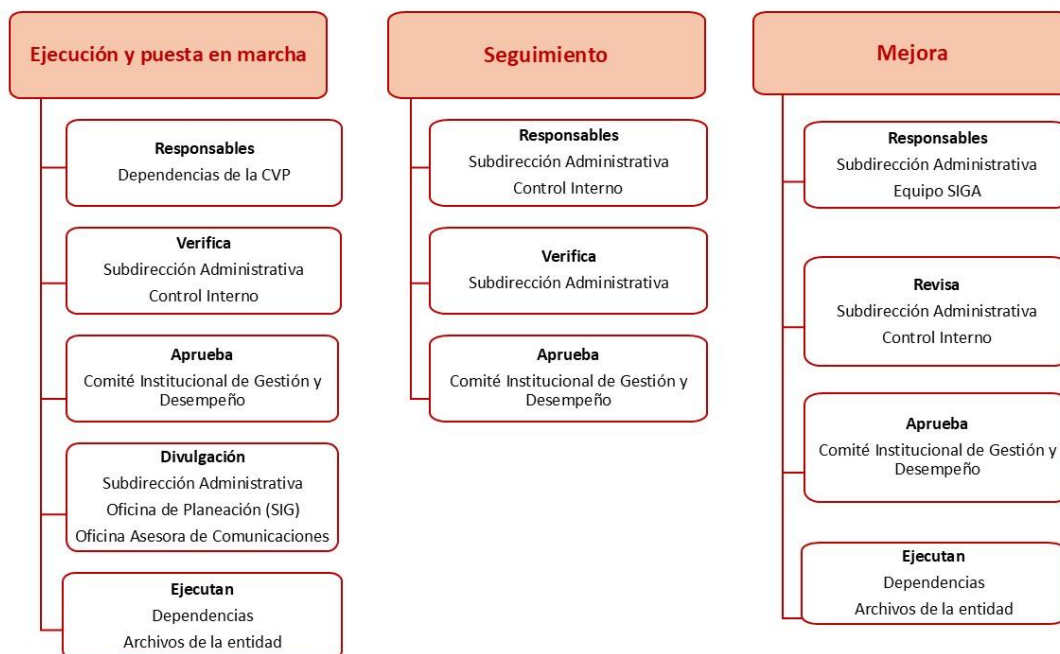 Ejecución y puesta en marcha
Responsables
Dependencias de la CVP
Verifica
Subdirección Administrativa
Control Interno
Aprueba
Comité Institucional de Gestión y
Desempeño
Divulgación
Subdirección Administrativa
Oficina de Planeación (SIG)
Oficina Asesora de Comunicaciones
Ejecutan
Dependencias
Archivos de la entidad
Seguimiento
Responsables
Subdirección Administrativa
Control Interno
Verifica
Subdirección Administrativa
Aprueba
Comité Institucional de Gestión y
Desempeño
Mejora
Responsables
Subdirección Administrativa
Equipo SIGA
Revisa
Subdirección Administrativa
Control Interno
Aprueba
Comité Institucional de Gestión y
Desempeño
Ejecutan
Dependencias
Archivos de la entidad